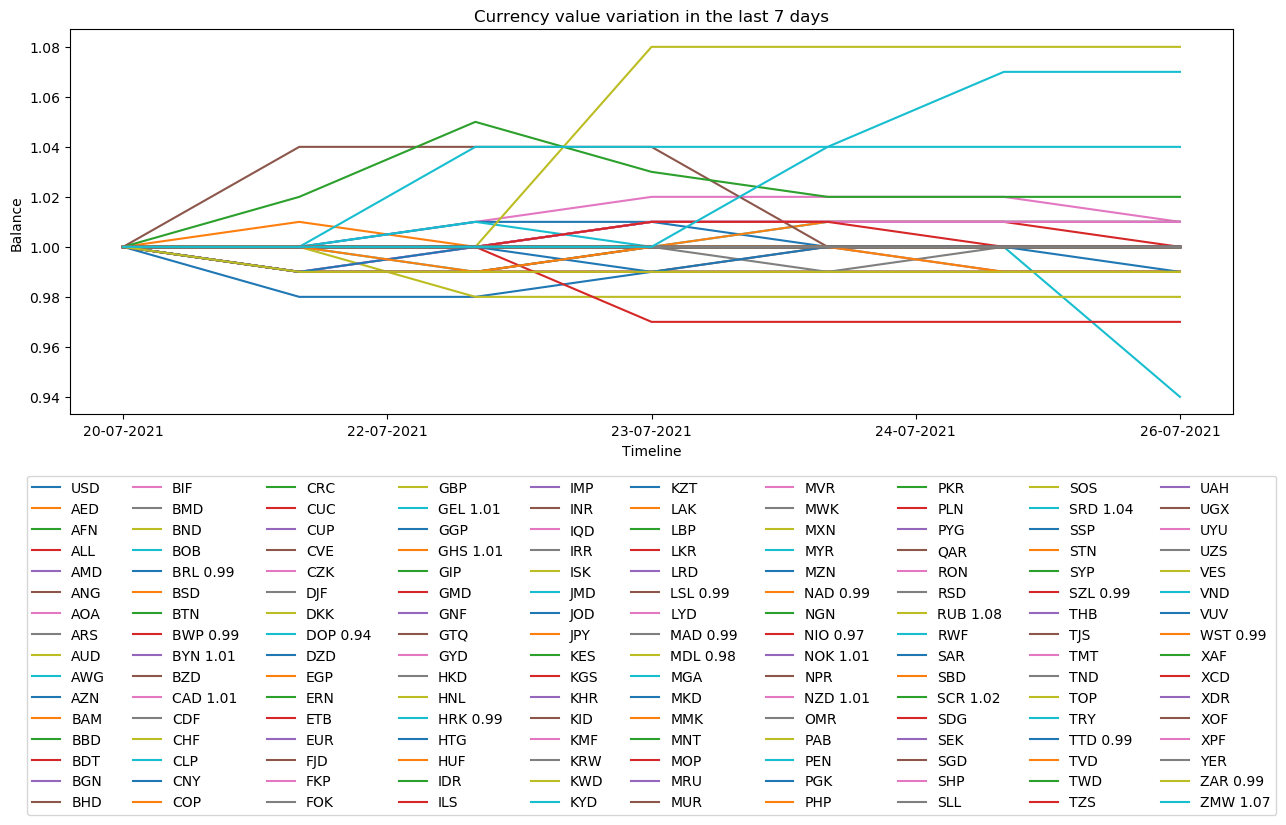 Currency value variation in the last 7 days
1.08
1.06
1.04
1.02
1.00
0.98
0.96
0.94
Balance
20-07-2021 22-07-2021 23-07-2021 24-07-2021 26-07-2021
Timeline
USD BIF CRC GBP IMP KZT MVR PKR SOS UAH
AED BMD CUC GEL 1.01 INR LAK MWK PLN SRD 1.04 UGX
AFN BND CUP GGP IQD LBP MXN PYG SSP UYU
ALL BOB CVE GHS 1.01 IRR LKR MYR QAR STN UZS
AMD BRL 0.99 CZK GIP ISK LRD MZN RON SYP VES
ANG BSD DJF GMD JMD LSL 0.99 NAD 0.99 RSD SZL 0.99 VND
AOA BTN DKK GNF JOD LYD NGN RUB 1.08 THB VUV
ARS BWP 0.99 DOP 0.94 GTQ JPY MAD 0.99 NIO 0.97 RWF TJS WST 0.99
AUD BYN 1.01 DZD GYD KES MDL 0.98 NOK 1.01 SAR TMT XAF
AWG BZD EGP HKD KGS MGA NPR SBD TND XCD
AZN CAD 1.01 ERN HNL KHR MKD NZD 1.01 SCR 1.02 TOP XDR
BAM CDF ETB HRK 0.99 KID MMK OMR SDG TRY XOF
BBD CHF EUR HTG KMF MNT PAB SEK TTD 0.99 XPF
BDT CLP FJD HUF KRW MOP PEN SGD TVD YER
BGN CNY FKP IDR KWD MRU PGK SHP TWD ZAR 0.99
BHD COP FOK ILS KYD MUR PHP SLL TZS ZMW 1.07